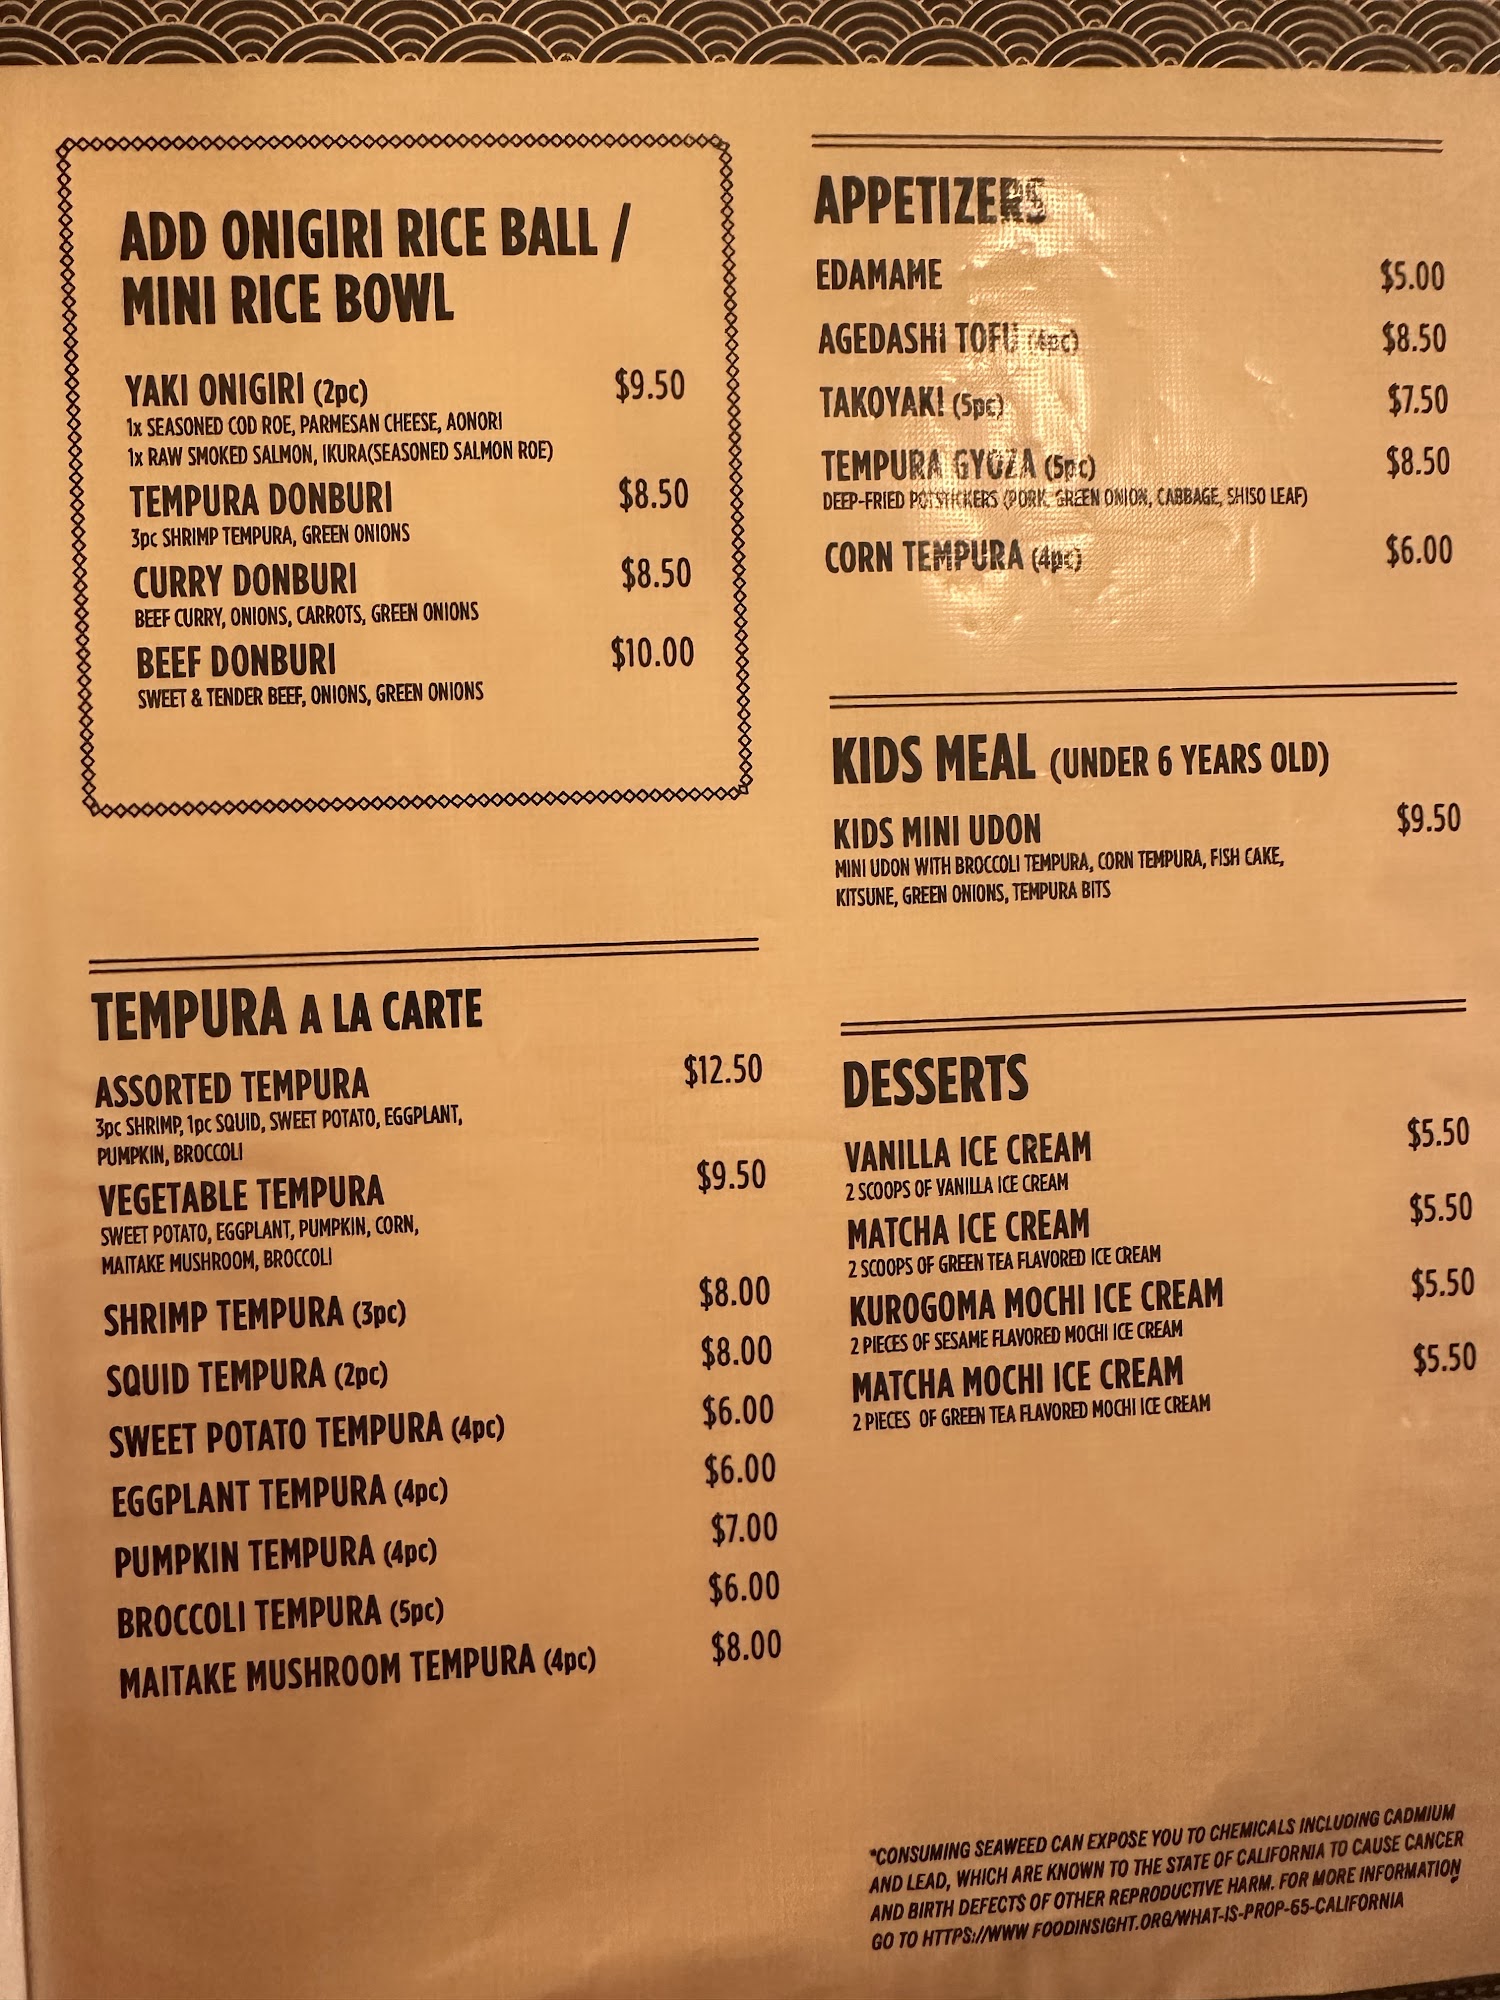 ADD ONIGIRI RICE BALL /
MINI RICE BOWL
YAKI ONIGIRI (2pc) $9.50
1x SEASONED COD ROE, PARMESAN CHEESE, AONORI
1x RAW SMOKED SALMON, IKURA(SEASONED SALMON ROE)
TEMPURA DONBURI $8.50
3pc SHRIMP TEMPURA, GREEN ONIONS
CURRY DONBURI $8.50
BEEF CURRY, ONIONS, CARROTS, GREEN ONIONS
BEEF DONBURI $10.00
SWEET & TENDER BEEF, ONIONS, GREEN ONIONS
TEMPURA A LA CARTE
ASSORTED TEMPURA $12.50
3pc SHRIMP, 1pc SQUID, SWEET POTATO, EGGPLANT,
PUMPKIN, BROCCOLI
VEGETABLE TEMPURA $9.50
SWEET POTATO, EGGPLANT, PUMPKIN, CORN,
MAITAKE MUSHROOM, BROCCOLI
SHRIMP TEMPURA (3pc) $8.00
SQUID TEMPURA (2pc) $8.00
SWEET POTATO TEMPURA (4pc) $6.00
EGGPLANT TEMPURA (4pc) $6.00
PUMPKIN TEMPURA (4pc) $7.00
BROCCOLI TEMPURA (5pc) $6.00
MAITAKE MUSHROOM TEMPURA (4pc) $8.00
APPETIZERS
EDAMAME $5.00
AGEDASHI TOFU (4pc) $8.50
TAKOYAKI (5pc) $7.50
TEMPURA GYOZA (5pc) $8.50
DEEP-FRIED POTSTICKERS (PORK, GREEN ONION, CABBAGE, SHISO LEAF)
CORN TEMPURA (4pc) $6.00
KIDS MEAL (UNDER 6 YEARS OLD)
KIDS MINI UDON $9.50
MINI UDON WITH BROCCOLI TEMPURA, CORN TEMPURA, FISH CAKE,
KITSUNE, GREEN ONIONS, TEMPURA BITS
DESSERTS
VANILLA ICE CREAM $5.50
2 SCOOPS OF VANILLA ICE CREAM
MATCHA ICE CREAM $5.50
2 SCOOPS OF GREEN TEA FLAVORED ICE CREAM
KUROGOMA MOCHI ICE CREAM $5.50
2 PIECES OF SESAME FLAVORED MOCHI ICE CREAM
MATCHA MOCHI ICE CREAM $5.50
2 PIECES OF GREEN TEA FLAVORED MOCHI ICE CREAM
*CONSUMING SEAWEED CAN EXPOSE YOU TO CHEMICALS INCLUDING CADMIUM
AND LEAD, WHICH ARE KNOWN TO THE STATE OF CALIFORNIA TO CAUSE CANCER
AND BIRTH DEFECTS OF OTHER REPRODUCTIVE HARM. FOR MORE INFORMATION
GO TO HTTPS://WWW FOODINSIGHT.ORG/WHAT-IS-PROP-65-CALIFORNIA